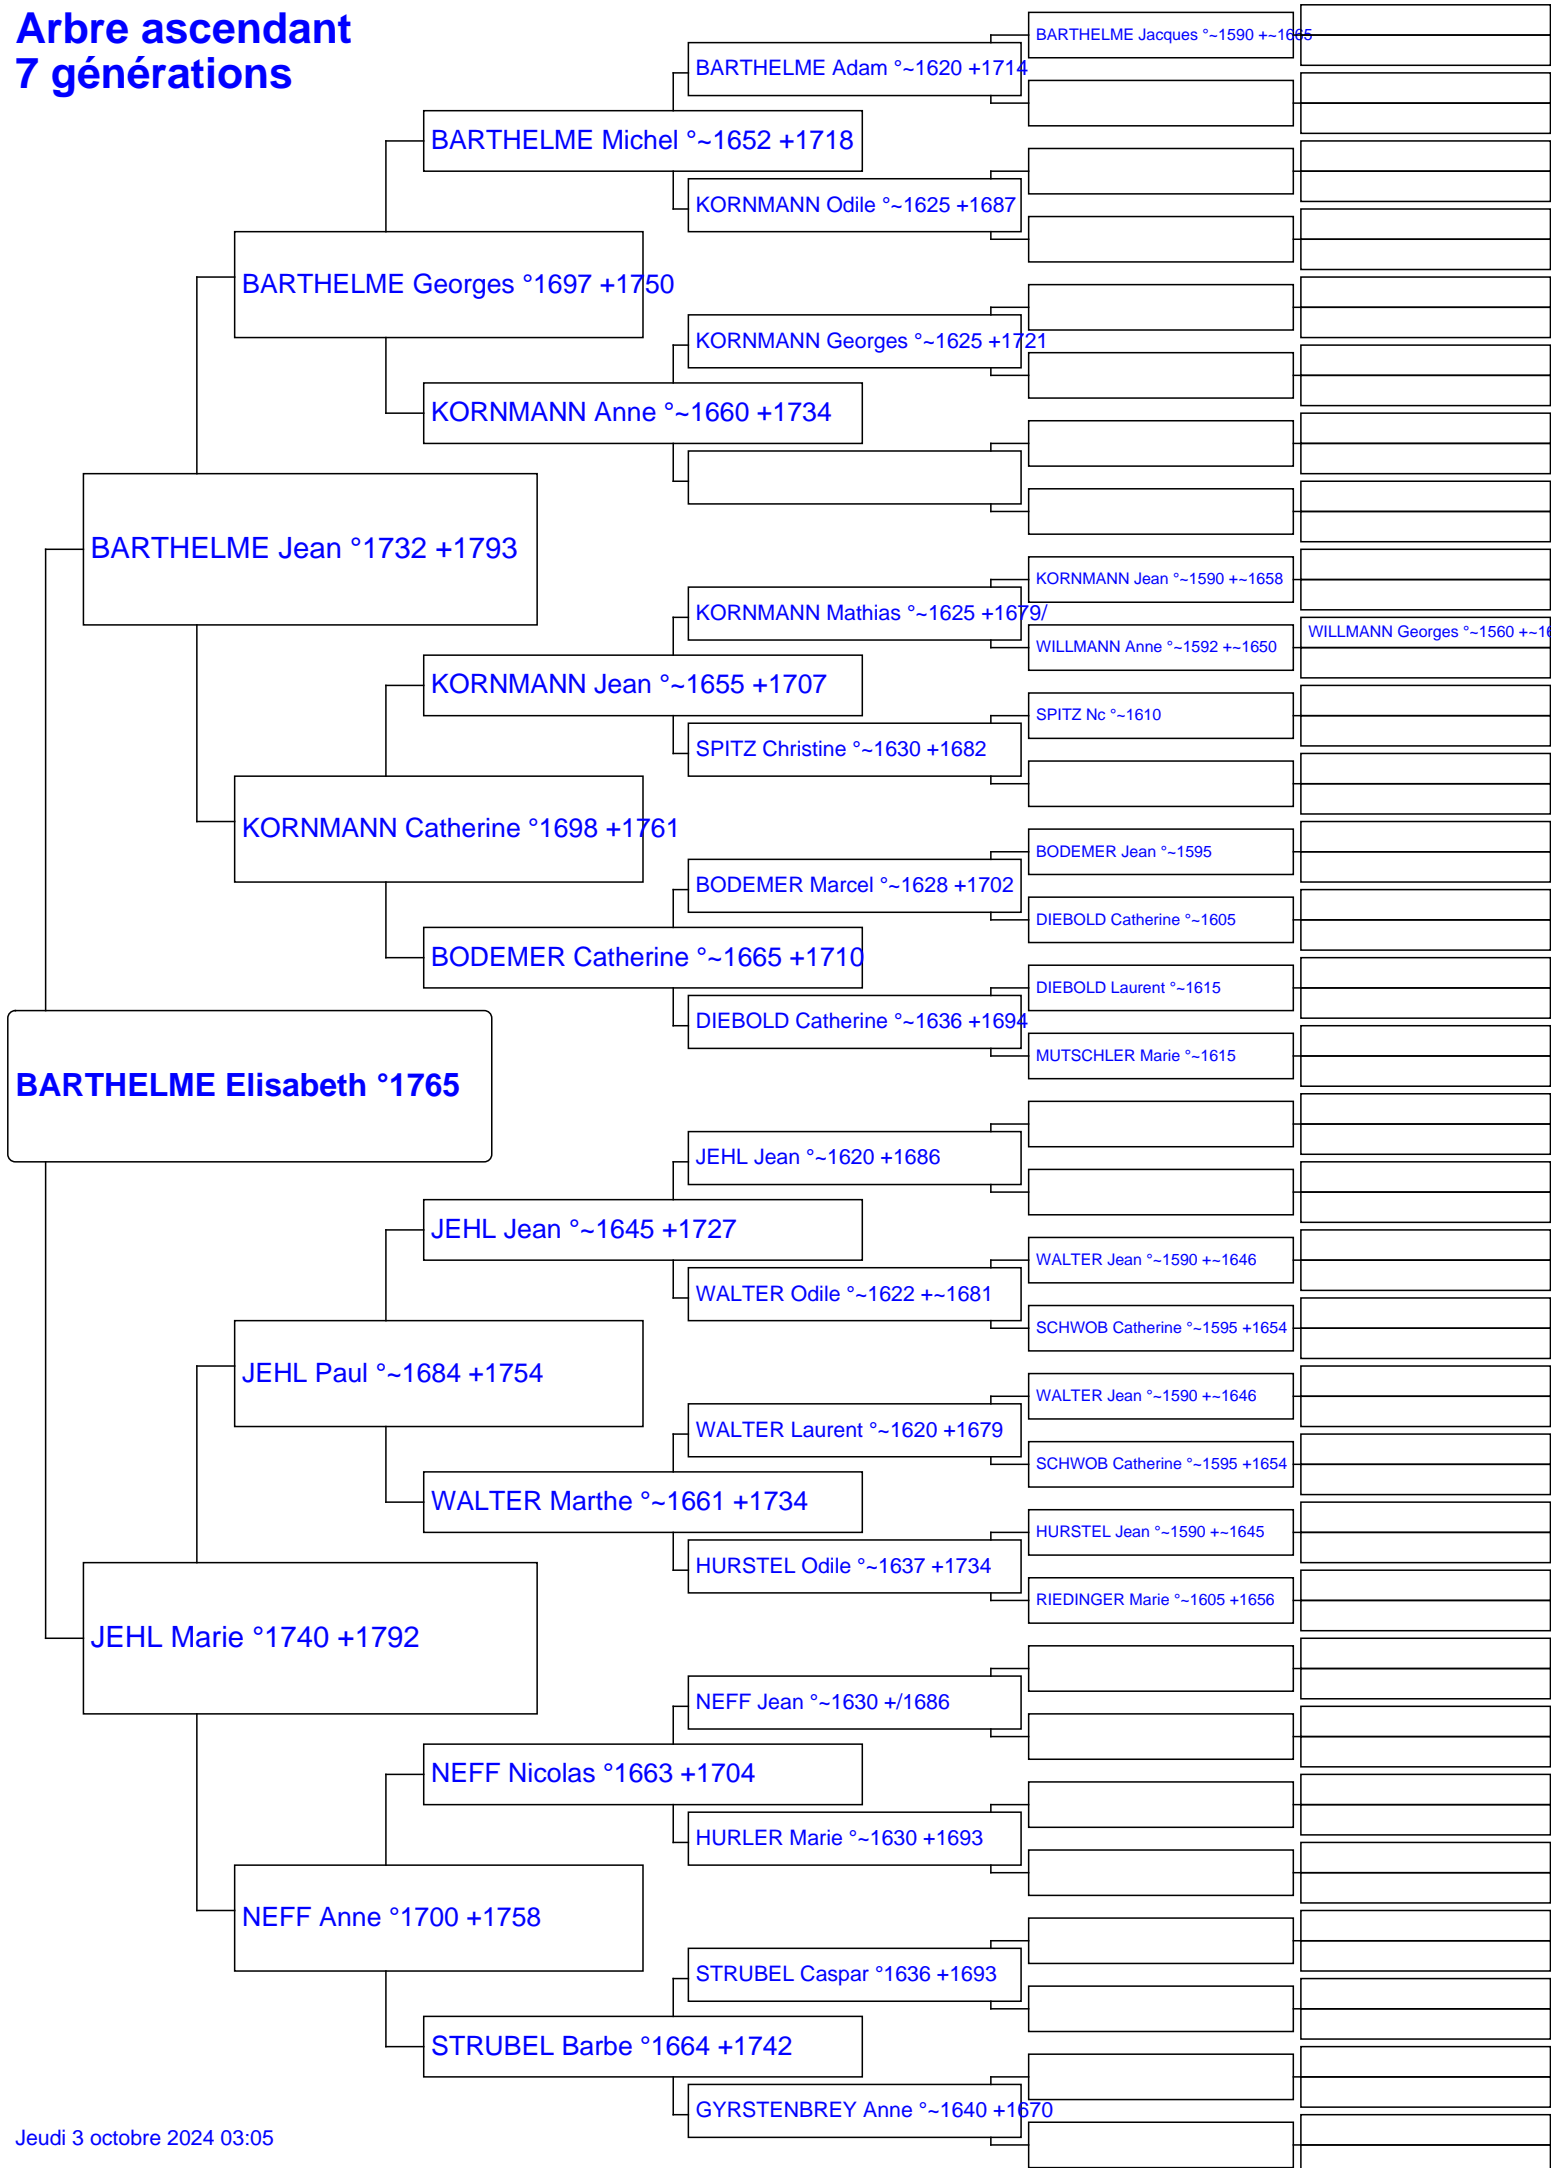 Arbre ascendant
7 générations
BARTHELME Jacques °~1590 +~1665
BARTHELME Adam °~1620 +1714
BARTHELME Michel °~1652 +1718
KORNMANN Odile °~1625 +1687
BARTHELME Georges °1697 +1750
KORNMANN Georges °~1625 +1721
KORNMANN Anne °~1660 +1734
BARTHELME Jean °1732 +1793
KORNMANN Jean °~1590 +~1658
KORNMANN Mathias °~1625 +1679/
WILLMANN Georges °~1560 +~16
WILLMANN Anne °~1592 +~1650
KORNMANN Jean °~1655 +1707
SPITZ Nc °~1610
SPITZ Christine °~1630 +1682
KORNMANN Catherine °1698 +1761
BODEMER Jean °~1595
BODEMER Marcel °~1628 +1702
DIEBOLD Catherine °~1605
BODEMER Catherine °~1665 +1710
DIEBOLD Laurent °~1615
DIEBOLD Catherine °~1636 +1694
MUTSCHLER Marie °~1615
BARTHELME Elisabeth °1765
JEHL Jean °~1620 +1686
JEHL Jean °~1645 +1727
WALTER Jean °~1590 +~1646
WALTER Odile °~1622 +~1681
SCHWOB Catherine °~1595 +1654
JEHL Paul °~1684 +1754
WALTER Jean °~1590 +~1646
WALTER Laurent °~1620 +1679
SCHWOB Catherine °~1595 +1654
WALTER Marthe °~1661 +1734
HURSTEL Jean °~1590 +~1645
HURSTEL Odile °~1637 +1734
RIEDINGER Marie °~1605 +1656
JEHL Marie °1740 +1792
NEFF Jean °~1630 +/1686
NEFF Nicolas °1663 +1704
HURLER Marie °~1630 +1693
NEFF Anne °1700 +1758
STRUBEL Caspar °1636 +1693
STRUBEL Barbe °1664 +1742
GYRSTENBREY Anne °~1640 +1670
Jeudi 3 octobre 2024 03:05